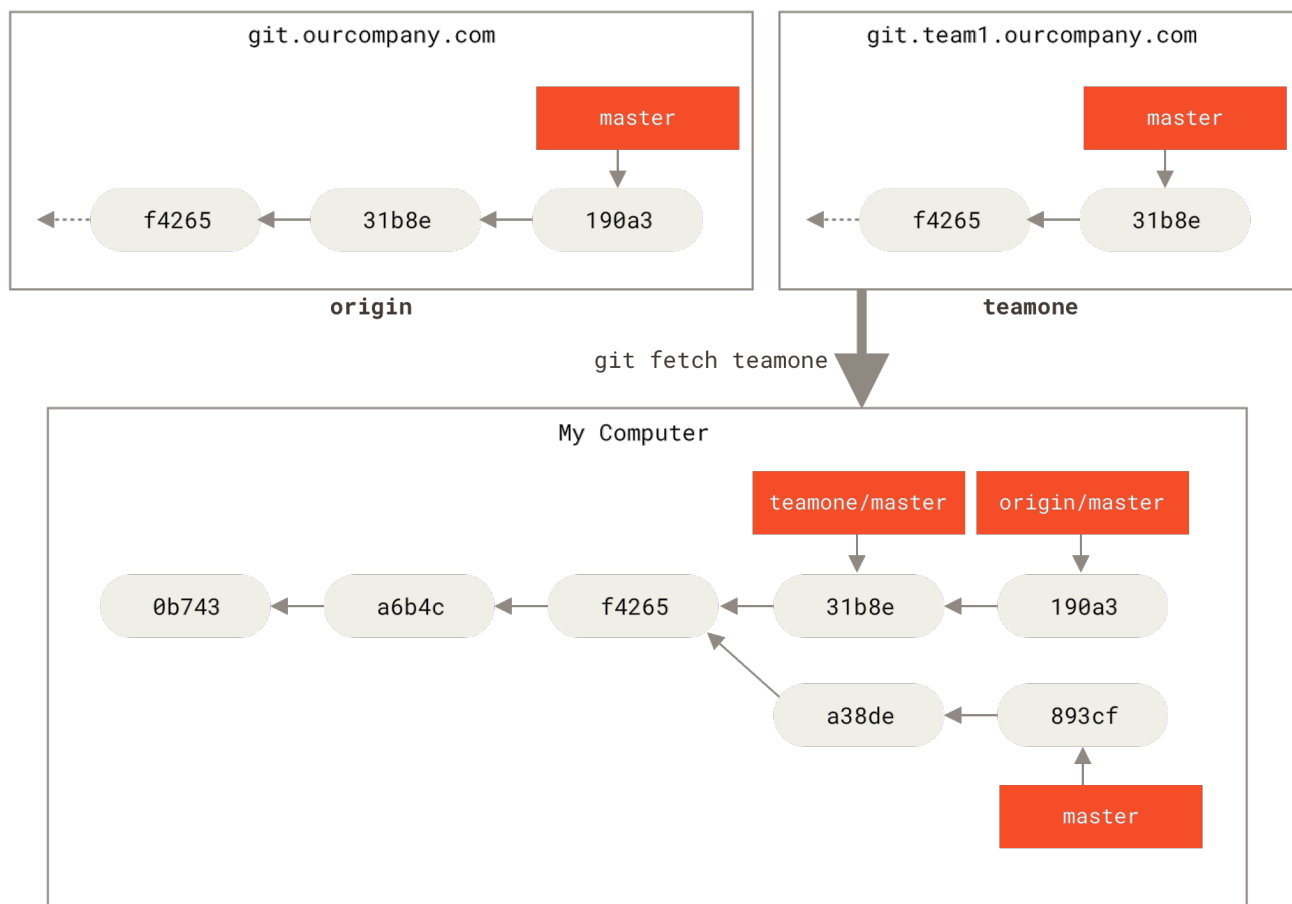 git.ourcompany.com
master
f4265 31b8e 190a3
origin
git.team1.ourcompany.com
master
f4265 31b8e
teamone
git fetch teamone
My Computer
teamone/master origin/master
0b743 a6b4c f4265 31b8e 190a3
a38de 893cf
master